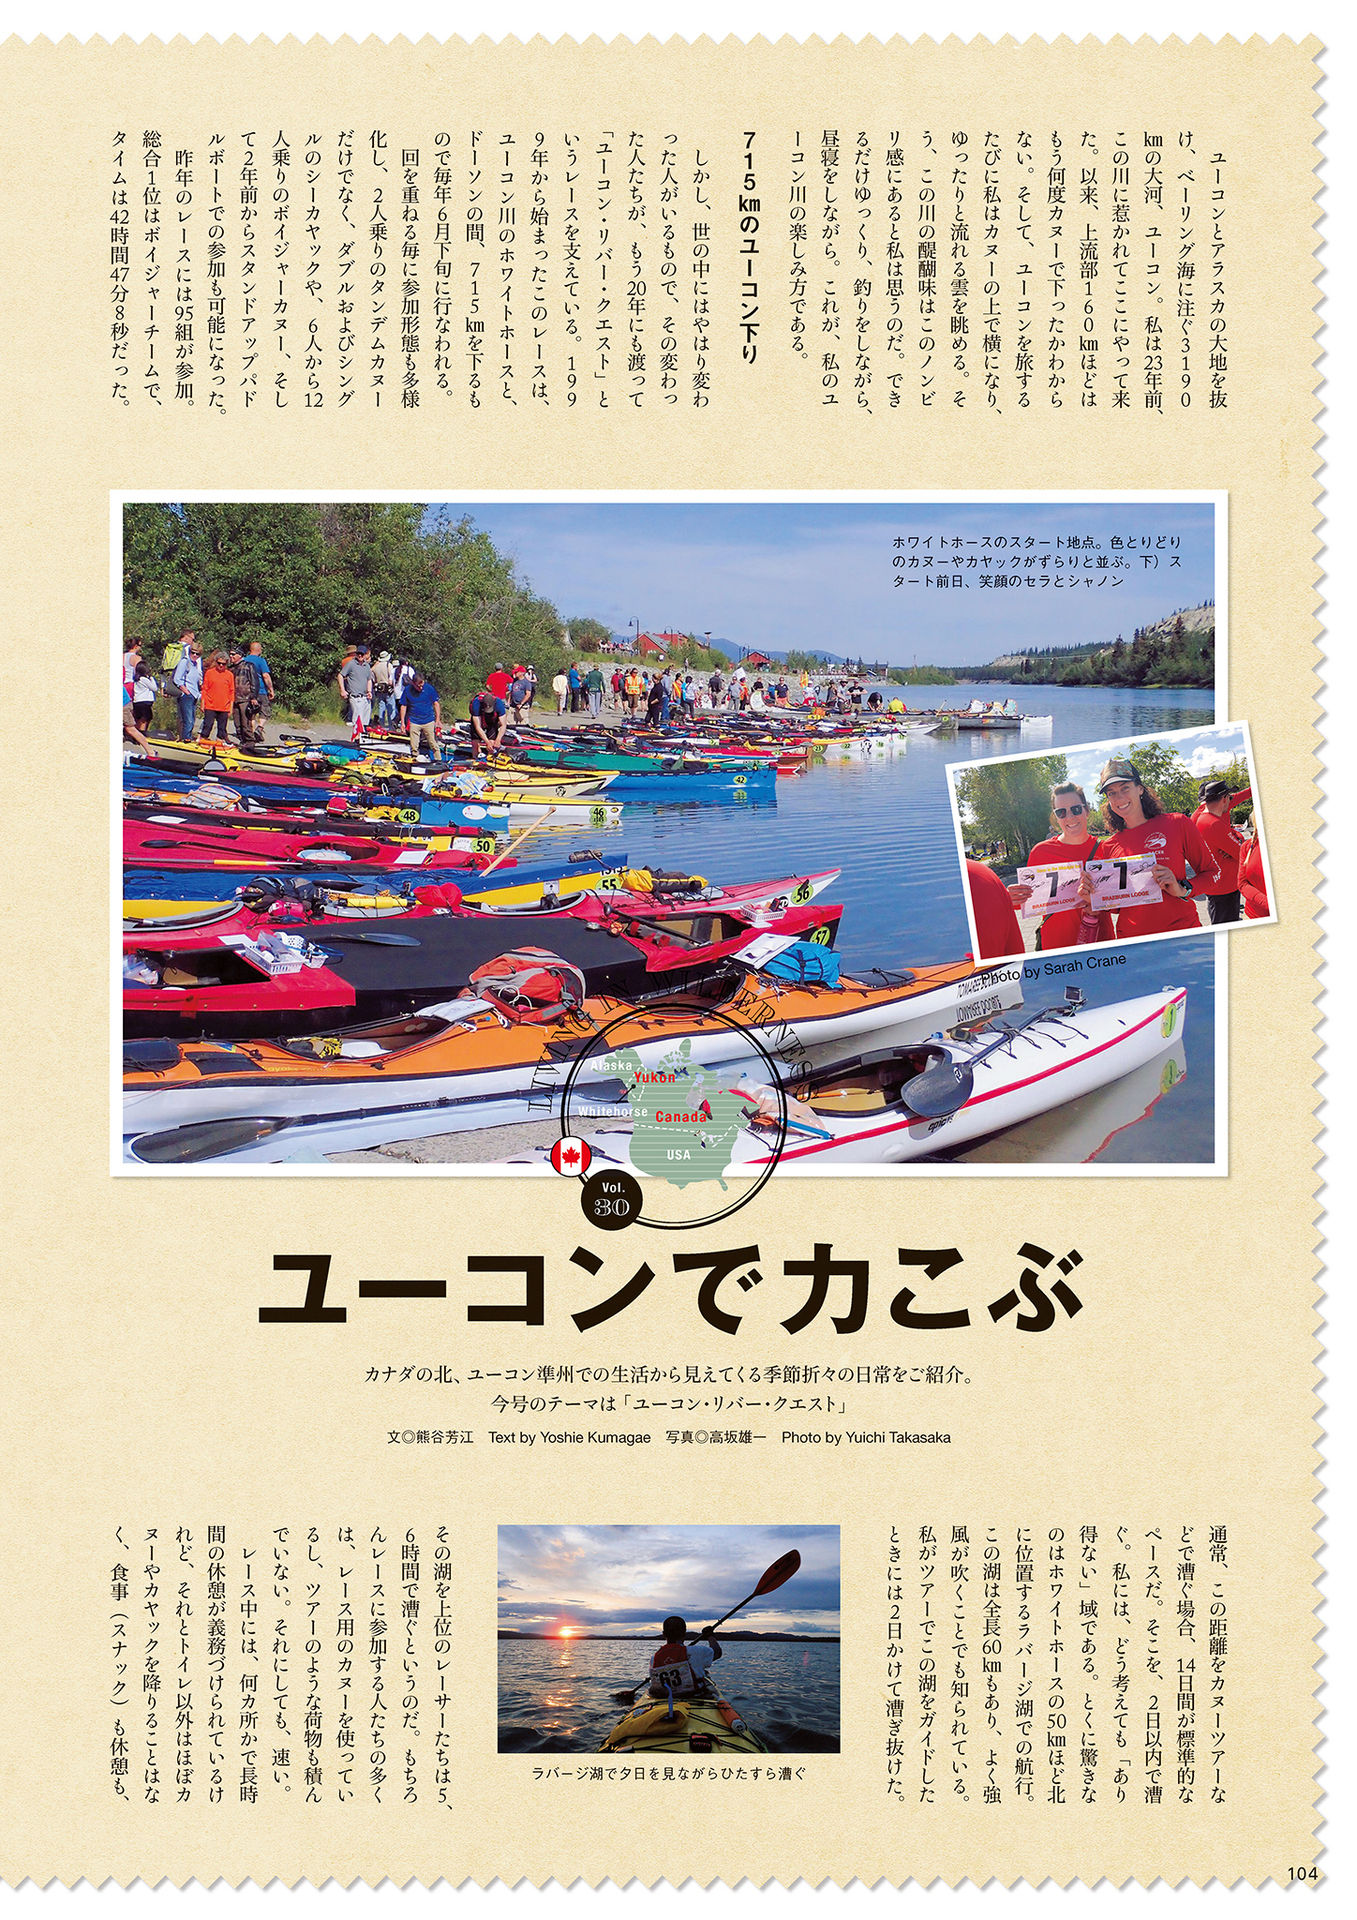 ユーコンとアラスカの大地を抜
け、ベーリング海に注ぐ3190
㎞の大河、ユーコン。私は23年前、
この川に惹かれてここにやって来
た。以来、上流部160㎞ほどは
もう何度カヌーで下ったかわから
ない。そして、ユーコンを旅する
たびに私はカヌーの上で横になり、
ゆったりと流れる雲を眺める。そ
う、この川の醍醐味はこのノンビ
リ感にあると私は思うのだ。でき
るだけゆっくり、釣りをしながら、
昼寝をしながら。これが、私のユ
ーコン川の楽しみ方である。
715㎞のユーコン下り
しかし、世の中にはやはり変わ
った人がいるもので、その変わっ
た人たちが、もう20年にも渡って
「ユーコン・リバー・クエスト」と
いうレースを支えている。199
9年から始まったこのレースは、
ユーコン川のホワイトホースと、
ドーソンの間、715㎞を下るも
ので毎年6月下旬に行なわれる。
回を重ねる毎に参加形態も多様
化し、2人乗りのタンデムカヌー
だけでなく、ダブルおよびシング
ルのシーカヤックや、6人から12
人乗りのボイジャーカヌー、そし
て2年前からスタンドアップパド
ルボートでの参加も可能になった。
昨年のレースには95組が参加。
総合1位はボイジャーチームで、
タイムは42時間47分8秒だった。
ホワイトホースのスタート地点。色とりどり
のカヌーやカヤックがずらりと並ぶ。下）ス
タート前日、笑顔のセラとシャノン
42
46
48
50
55
56
57
7
7
BRAEBURN LODGE
BRAEBURN LODGE
Photo by Sarah Crane
LIVING IN WILDERNESS
Alaska
Yukon
Whitehorse
Canada
USA
Vol.
30
ユーコンで力こぶ
カナダの北、ユーコン準州での生活から見えてくる季節折々の日常をご紹介。
今号のテーマは「ユーコン・リバー・クエスト」
文◎熊谷芳江　Text by Yoshie Kumagae　写真◎高坂雄一　Photo by Yuichi Takasaka
通常、この距離をカヌーツアーな
どで漕ぐ場合、14日間が標準的な
ペースだ。そこを、2日以内で漕
ぐ。私には、どう考えても「あり
得ない」域である。とくに驚きな
のはホワイトホースの50㎞ほど北
に位置するラバージ湖での航行。
この湖は全長60㎞もあり、よく強
風が吹くことでも知られている。
私がツアーでこの湖をガイドした
ときには2日かけて漕ぎ抜けた。
63
ラバージ湖で夕日を見ながらひたすら漕ぐ
その湖を上位のレーサーたちは5、
6時間で漕ぐというのだ。もちろ
んレースに参加する人たちの多く
は、レース用のカヌーを使ってい
るし、ツアーのような荷物も積ん
でいない。それにしても、速い。
レース中には、何カ所かで長時
間の休憩が義務づけられているけ
れど、それとトイレ以外はほぼカ
ヌーやカヤックを降りることはな
く、食事（スナック）も休憩も、
104